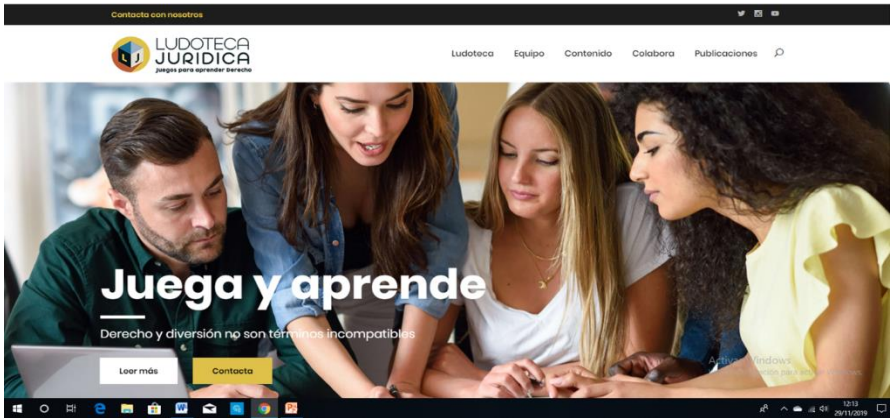 Contacta con nosotros
LUDOTECA
JURIDICA
Juegos para aprender Derecho
Ludoteca Equipo Contenido Colabora Publicaciones
Juega y aprende
Derecho y diversión no son términos incompatibles
Leer más Contacta
Activar Windows
12:13
29/11/2019